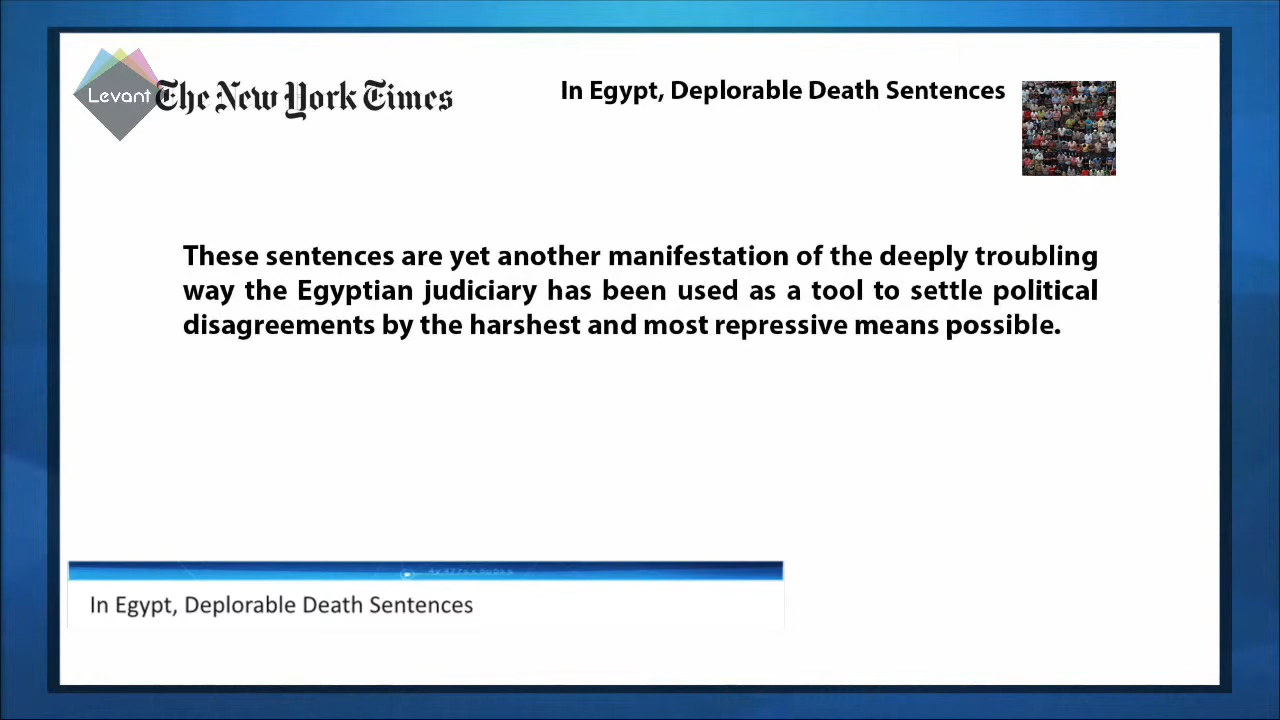 Levant
The New York Times
In Egypt, Deplorable Death Sentences
These sentences are yet another manifestation of the deeply troubling
way the Egyptian judiciary has been used as a tool to settle political
disagreements by the harshest and most repressive means possible.
In Egypt, Deplorable Death Sentences